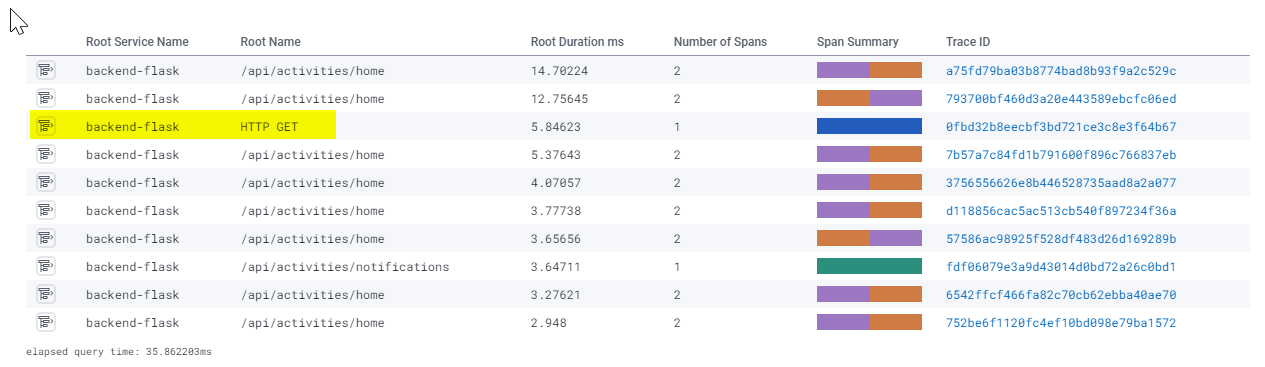 Root Service Name Root Name Root Duration ms Number of Spans Span Summary Trace ID
backend-flask /api/activities/home 14.70224 2 a75fd79ba03b8774bad8b93f9a2c529c
backend-flask /api/activities/home 12.75645 2 793700bf460d3a20e443589ebcfc06ed
backend-flask HTTP GET 5.84623 1 0fbd32b8eecbf3bd721ce3c8e3f64b67
backend-flask /api/activities/home 5.37643 2 7b57a7c84fd1b791600f896c766837eb
backend-flask /api/activities/home 4.07057 2 3756556626e8b446528735aad8a2a077
backend-flask /api/activities/home 3.77738 2 d118856cac5ac513cb540f897234f36a
backend-flask /api/activities/home 3.65656 2 57586ac98925f528df483d26d169289b
backend-flask /api/activities/notifications 3.64711 1 fdf06079e3a9d43014d0bd72a26c0bd1
backend-flask /api/activities/home 3.27621 2 6542ffcf466fa82c70cb62ebba40ae70
backend-flask /api/activities/home 2.948 2 752be6f1120fc4ef10bd098e79ba1572
elapsed query time: 35.862203ms